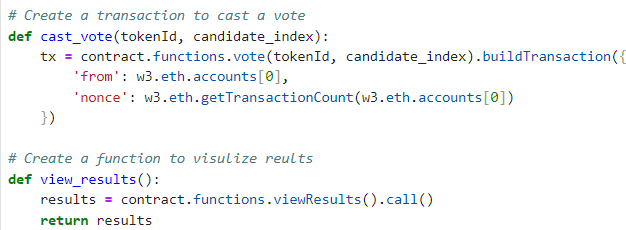 # Create a transaction to cast a vote
def cast_vote(tokenId, candidate_index):
    tx = contract.functions.vote(tokenId, candidate_index).buildTransaction({
        'from': w3.eth.accounts[0],
        'nonce': w3.eth.getTransactionCount(w3.eth.accounts[0])
    })

# Create a function to visulize reults
def view_results():
    results = contract.functions.viewResults().call()
    return results